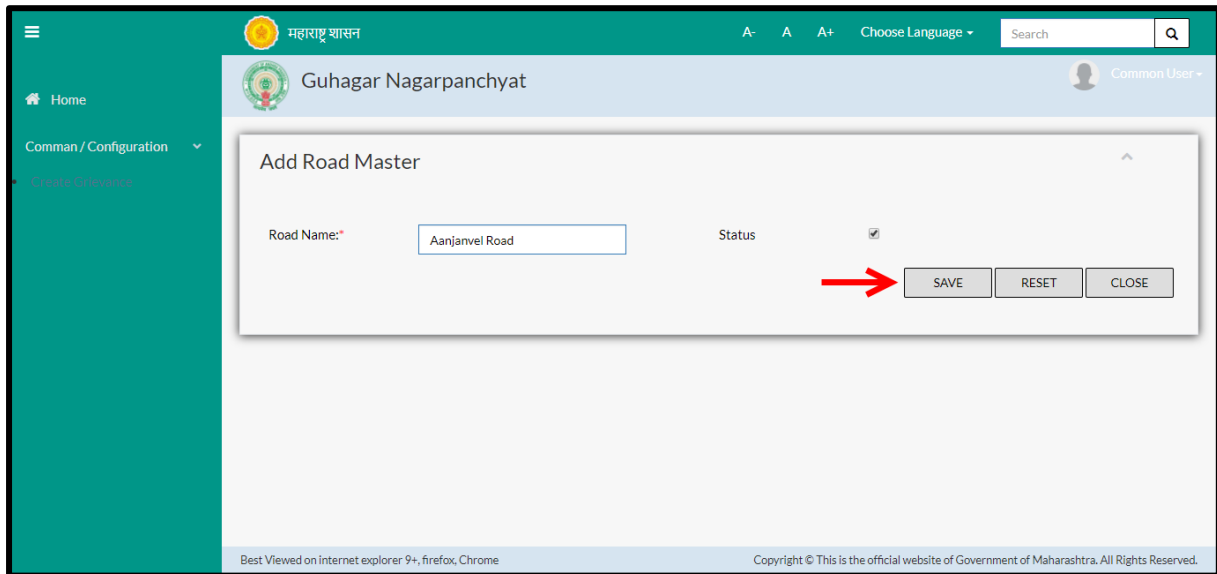 महाराष्ट्र शासन
A- A A+ Choose Language
Search
Guhagar Nagarpanchyat
Common User
Home
Comman / Configuration
Create Grievance
Add Road Master
Road Name:*
Aanjanvel Road
Status
SAVE RESET CLOSE
Best Viewed on internet explorer 9+, firefox, Chrome
Copyright © This is the official website of Government of Maharashtra. All Rights Reserved.